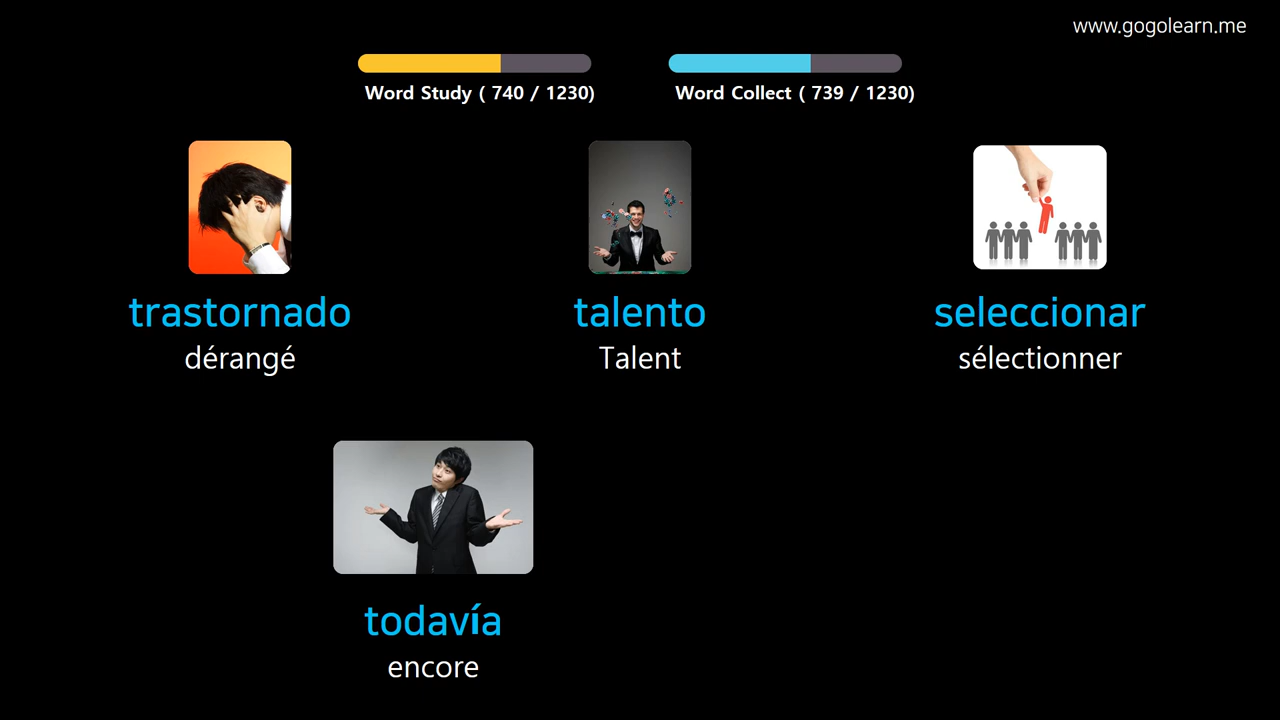 www.gogolearn.me
Word Study ( 740 / 1230)
Word Collect ( 739 / 1230)
trastornado
dérangé
talento
Talent
seleccionar
sélectionner
todavía
encore